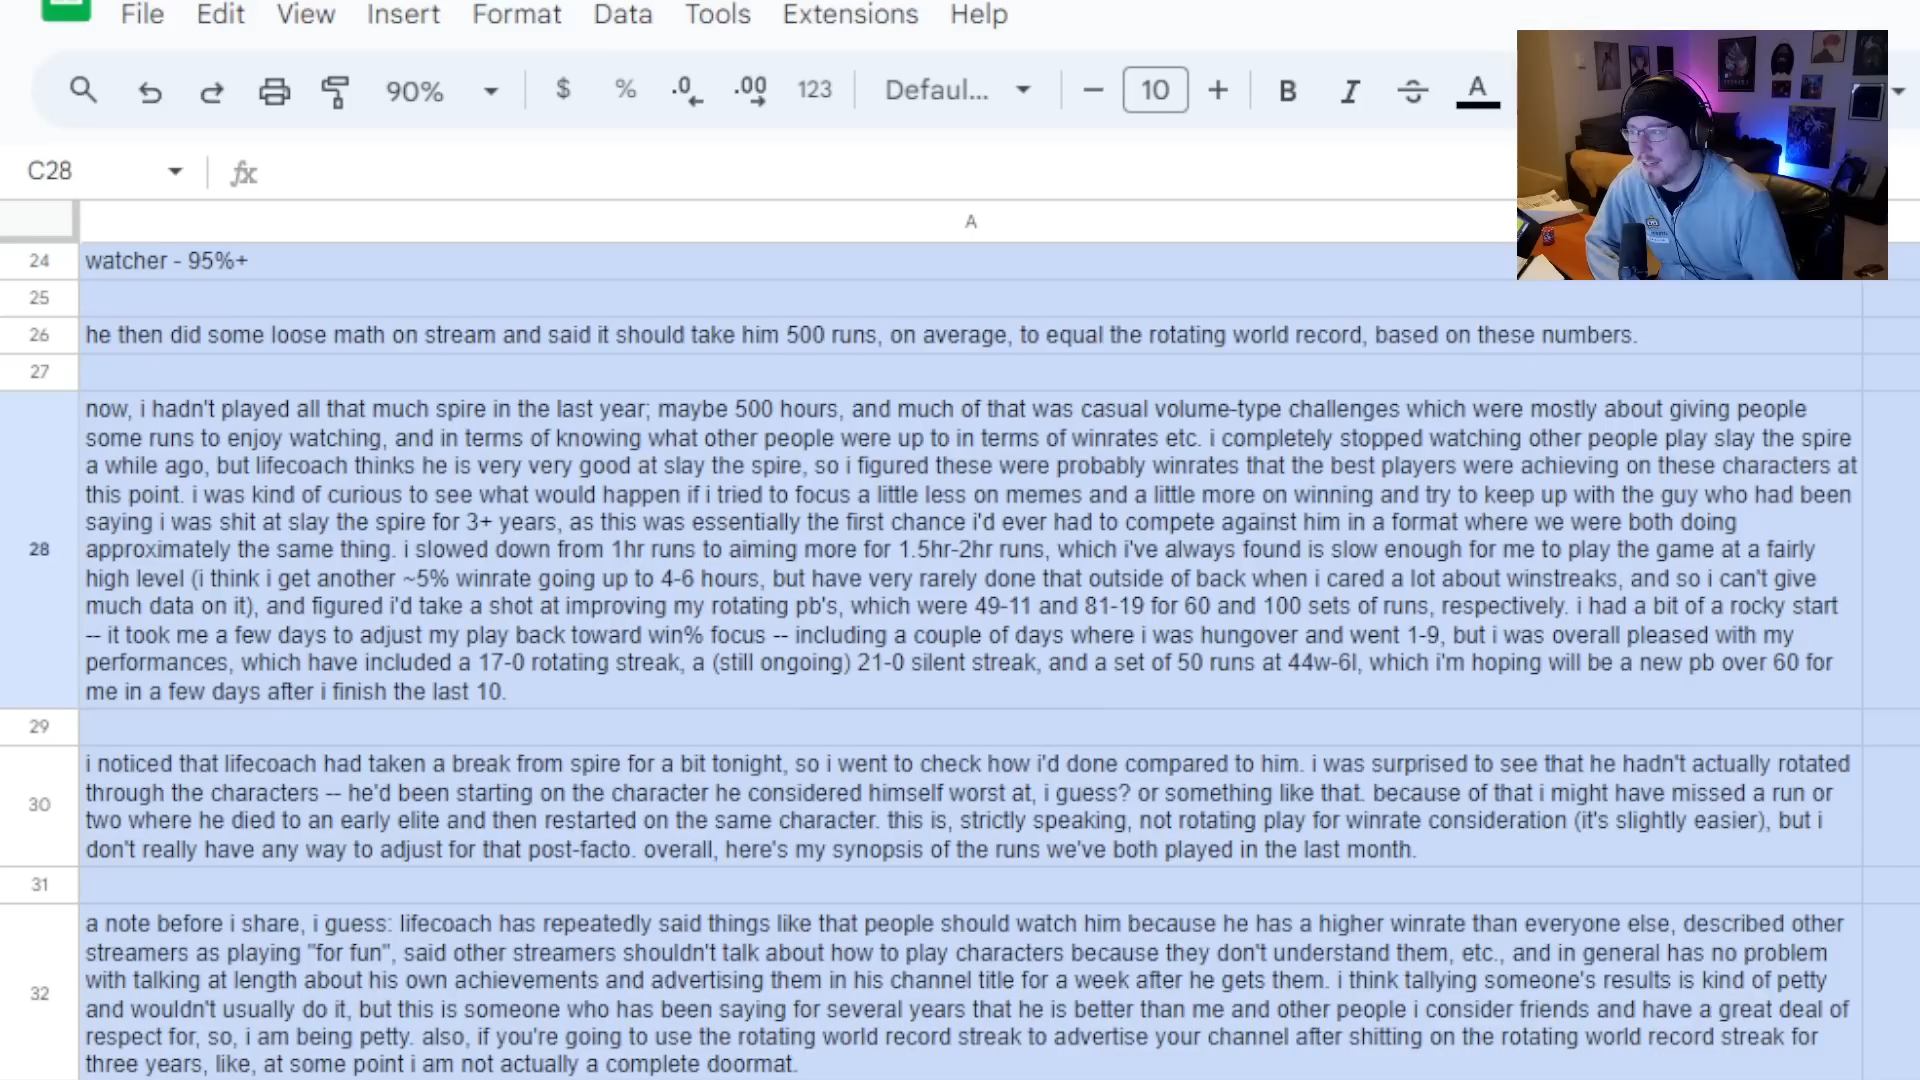 File Edit View Insert Format Data Tools Extensions Help
90% $ % .0 .00 123 Defaul... − 10 + B I S A
C28 fx
A
24 watcher - 95%+
25
26 he then did some loose math on stream and said it should take him 500 runs, on average, to equal the rotating world record, based on these numbers.
27
now, i hadn't played all that much spire in the last year; maybe 500 hours, and much of that was casual volume-type challenges which were mostly about giving people
some runs to enjoy watching, and in terms of knowing what other people were up to in terms of winrates etc. i completely stopped watching other people play slay the spire
a while ago, but lifecoach thinks he is very very good at slay the spire, so i figured these were probably winrates that the best players were achieving on these characters at
this point. i was kind of curious to see what would happen if i tried to focus a little less on memes and a little more on winning and try to keep up with the guy who had been
saying i was shit at slay the spire for 3+ years, as this was essentially the first chance i'd ever had to compete against him in a format where we were both doing
28 approximately the same thing. i slowed down from 1hr runs to aiming more for 1.5hr-2hr runs, which i've always found is slow enough for me to play the game at a fairly
high level (i think i get another ~5% winrate going up to 4-6 hours, but have very rarely done that outside of back when i cared a lot about winstreaks, and so i can't give
much data on it), and figured i'd take a shot at improving my rotating pb's, which were 49-11 and 81-19 for 60 and 100 sets of runs, respectively. i had a bit of a rocky start
-- it took me a few days to adjust my play back toward win% focus -- including a couple of days where i was hungover and went 1-9, but i was overall pleased with my
performances, which have included a 17-0 rotating streak, a (still ongoing) 21-0 silent streak, and a set of 50 runs at 44w-6l, which i'm hoping will be a new pb over 60 for
me in a few days after i finish the last 10.
29
i noticed that lifecoach had taken a break from spire for a bit tonight, so i went to check how i'd done compared to him. i was surprised to see that he hadn't actually rotated
30 through the characters -- he'd been starting on the character he considered himself worst at, i guess? or something like that. because of that i might have missed a run or
two where he died to an early elite and then restarted on the same character. this is, strictly speaking, not rotating play for winrate consideration (it's slightly easier), but i
don't really have any way to adjust for that post-facto. overall, here's my synopsis of the runs we've both played in the last month.
31
a note before i share, i guess: lifecoach has repeatedly said things like that people should watch him because he has a higher winrate than everyone else, described other
streamers as playing "for fun", said other streamers shouldn't talk about how to play characters because they don't understand them, etc., and in general has no problem
32 with talking at length about his own achievements and advertising them in his channel title for a week after he gets them. i think tallying someone's results is kind of petty
and wouldn't usually do it, but this is someone who has been saying for several years that he is better than me and other people i consider friends and have a great deal of
respect for, so, i am being petty. also, if you're going to use the rotating world record streak to advertise your channel after shitting on the rotating world record streak for
three years, like, at some point i am not actually a complete doormat.